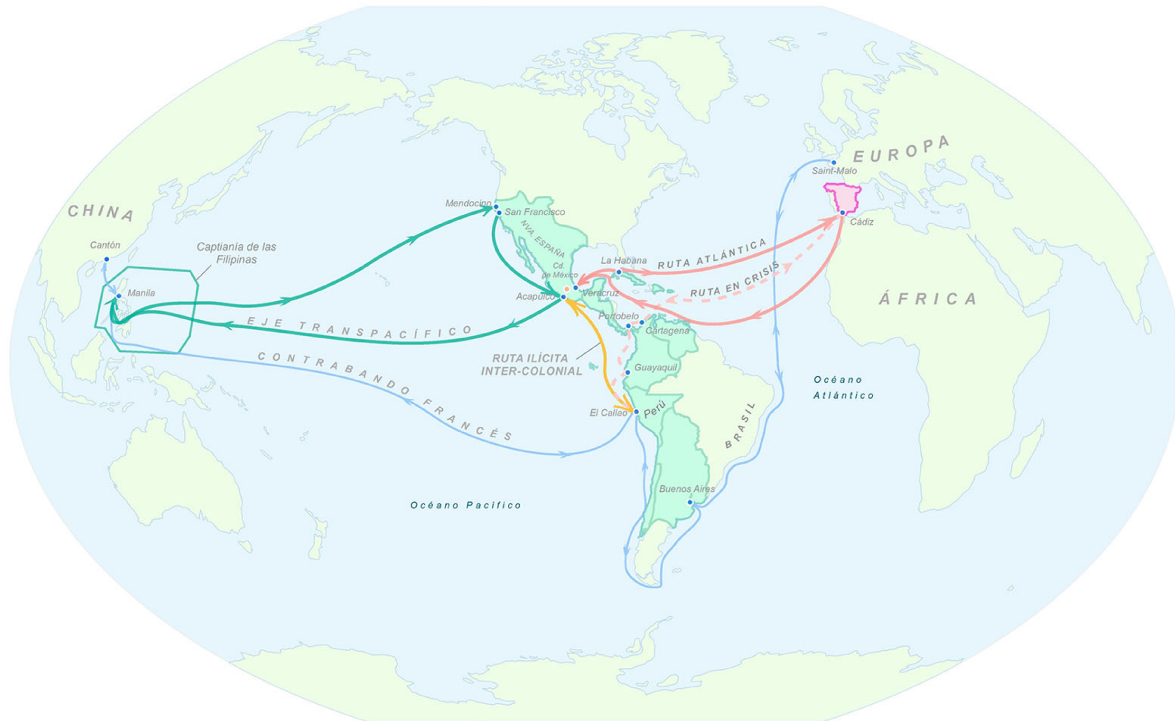 EUROPA
Saint-Malo
CHINA
Mendocino
San Francisco
Cádiz
NVA. ESPAÑA
Cantón
Captianía de las
Filipinas
RUTA ATLÁNTICA
La Habana
Cd.
de México
RUTA EN CRISIS
Manila
Acapulco
Veracruz
ÁFRICA
Portobelo
Cartagena
EJE TRANSPACÍFICO
RUTA ILÍCITA
INTER-COLONIAL
Guayaquil
CONTRABANDO FRANCÉS
Océano
Atlántico
El Callao
Perú
BRASIL
Buenos Aires
Océano Pacífico